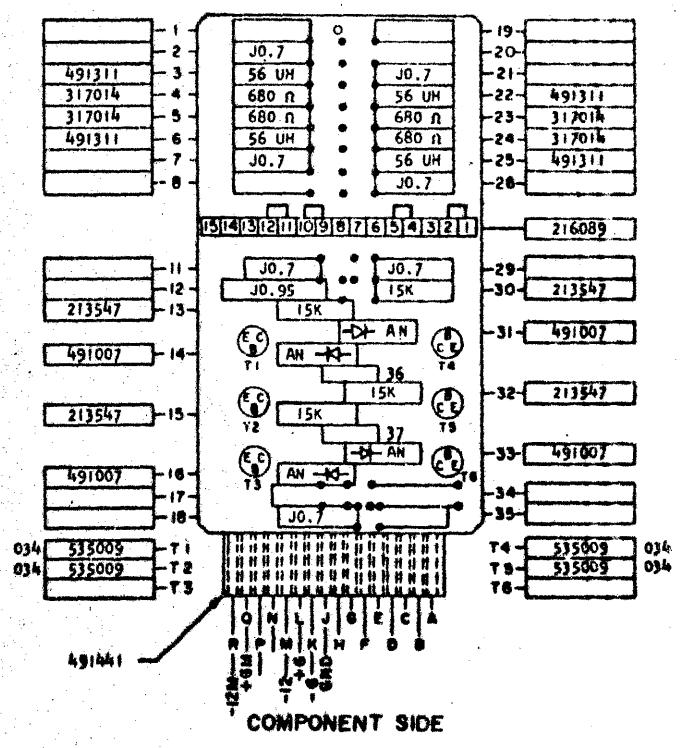 1 19
2 J0.7 20
491311 3 56 UH J0.7 21
317014 4 680 Ω 56 UH 22 491311
317014 5 680 Ω 680 Ω 23 317014
491311 6 56 UH 680 Ω 24 317014
7 J0.7 56 UH 25 491311
8 J0.7 26
15 14 13 12 11 10 9 8 7 6 5 4 3 2 1 216089
11 J0.7 J0.7 29
12 J0.95 15K 30 213547
213547 13 15K
E C B AN B C E 31 491007
491007 14 T1 AN T4
36
E C B 15K B C E 32 213547
213547 15 T2 15K T5
37
E C B AN B C E 33 491007
491007 16 T3 AN T6
17 34
18 J0.7 35
034 535009 T1 T4 535009 034
034 535009 T2 T5 535009 034
T3 T6
Q N L J G E C A
R P M K H F D B
491441
-12M +6M -12 +6 -6 GRD
COMPONENT SIDE